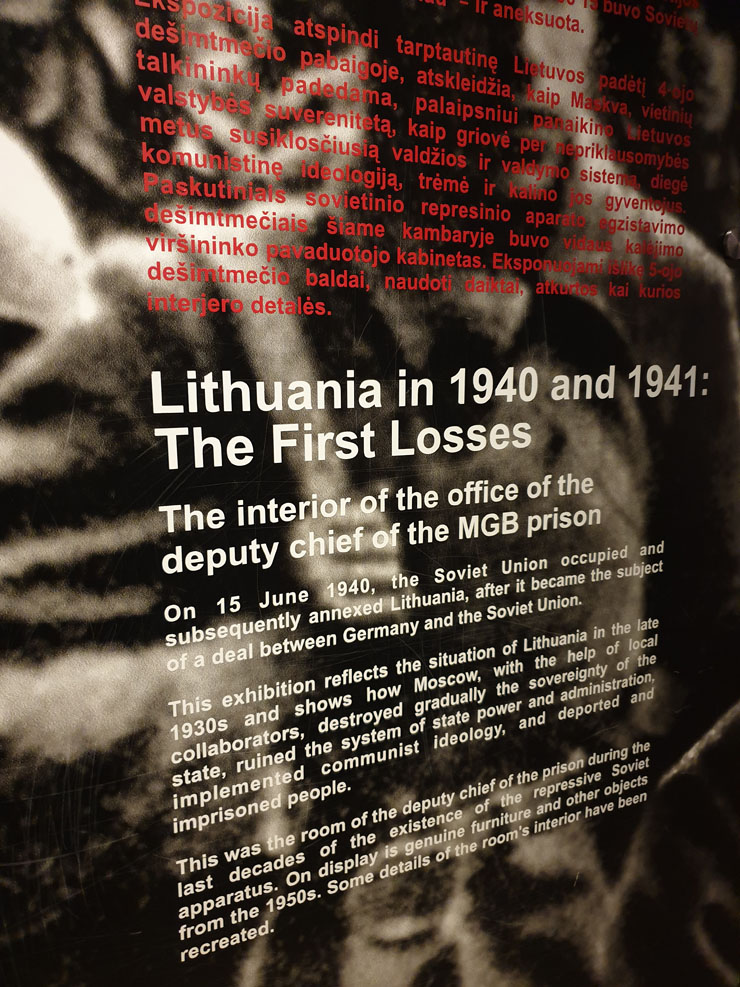 – ir aneksuota.
buvo Sovietų
Ekspozicija atspindi tarptautinę Lietuvos padėtį 4-ojo
dešimtmečio pabaigoje, atskleidžia, kaip Maskva, vietinių
talkininkų padedama, palaipsniui panaikino Lietuvos
valstybės suverenitetą, kaip griovė per nepriklausomybės
metus susiklosčiusią valdžios ir valdymo sistemą, diegė
komunistinę ideologiją, trėmė ir kalino jos gyventojus.
Paskutiniais sovietinio represinio aparato egzistavimo
dešimtmečiais šiame kambaryje buvo vidaus kalėjimo
viršininko pavaduotojo kabinetas. Eksponuojami išlikę 5-ojo
dešimtmečio baldai, naudoti daiktai, atkurtos kai kurios
interjero detalės.
Lithuania in 1940 and 1941:
The First Losses
The interior of the office of the
deputy chief of the MGB prison
On 15 June 1940, the Soviet Union occupied and
subsequently annexed Lithuania, after it became the subject
of a deal between Germany and the Soviet Union.
This exhibition reflects the situation of Lithuania in the late
1930s and shows how Moscow, with the help of local
collaborators, destroyed gradually the sovereignty of the
state, ruined the system of state power and administration,
implemented communist ideology, and deported and
imprisoned people.
This was the room of the deputy chief of the prison during the
last decades of the existence of the repressive Soviet
apparatus. On display is genuine furniture and other objects
from the 1950s. Some details of the room's interior have been
recreated.